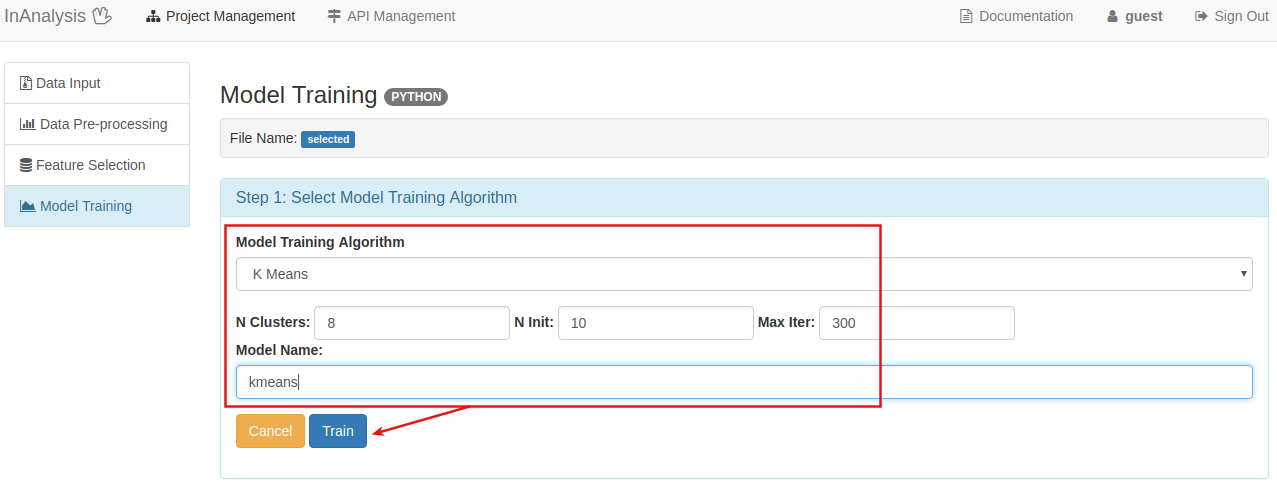 InAnalysis Project Management API Management Documentation guest Sign Out
Data Input
Data Pre-processing
Feature Selection
Model Training
Model Training PYTHON
File Name: selected
Step 1: Select Model Training Algorithm
Model Training Algorithm
K Means
N Clusters: 8 N Init: 10 Max Iter: 300
Model Name:
kmeans
Cancel Train